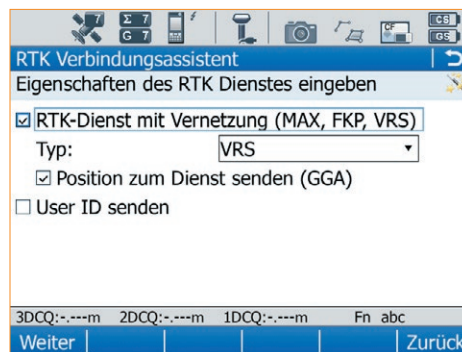 Σ 7
G 7
CF
CS
GS
RTK Verbindungsassistent
Eigenschaften des RTK Dienstes eingeben
RTK-Dienst mit Vernetzung (MAX, FKP, VRS)
Typ: VRS
Position zum Dienst senden (GGA)
User ID senden
3DCQ:-.---m 2DCQ:-.---m 1DCQ:-.---m Fn abc
Weiter Zurück